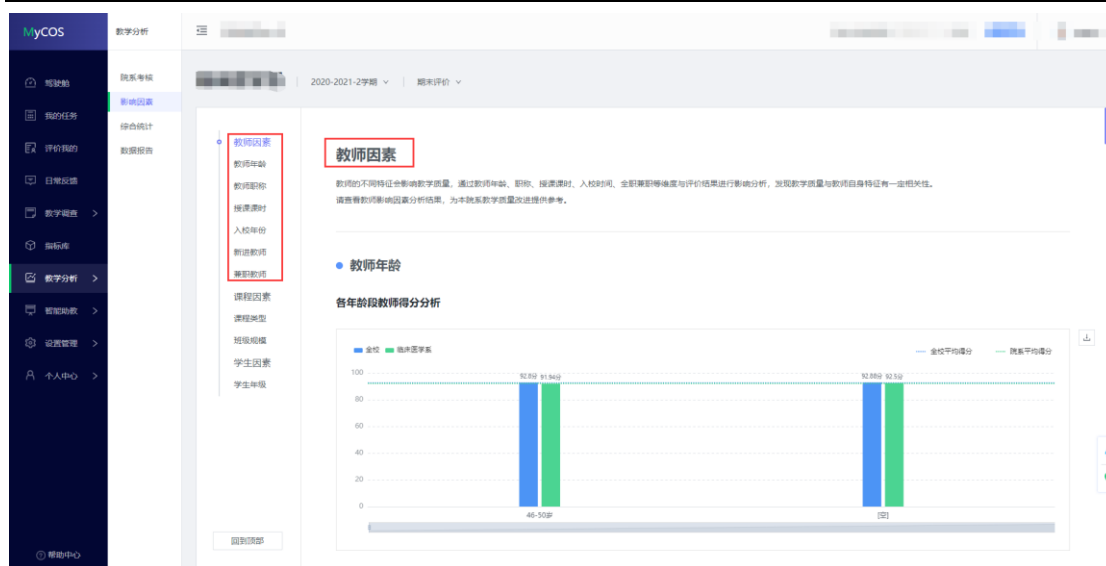 MyCOS
驾驶舱
我的任务
评价我的
日常反馈
教学调查
指标库
教学分析
智能助教
设置管理
个人中心
帮助中心
教学分析
院系考核
影响因素
综合统计
数据报告
2020-2021-2学期
期末评价
教师因素
教师年龄
教师职称
授课课时
入校年份
新进教师
兼职教师
课程因素
课程类型
班级规模
学生因素
学生年级
回到顶部
教师因素
教师的不同特征会影响教学质量，通过教师年龄、职称、授课课时、入校时间、全职兼职等维度与评价结果进行影响分析，发现教学质量与教师自身特征有一定相关性。
请查看教师影响因素分析结果，为本院系教学质量改进提供参考。
教师年龄
各年龄段教师得分分析
全校 临床医学系
全校平均得分 院系平均得分
100
80
60
40
20
0
92.8分 91.94分
92.88分 92.5分
46-50岁
[空]